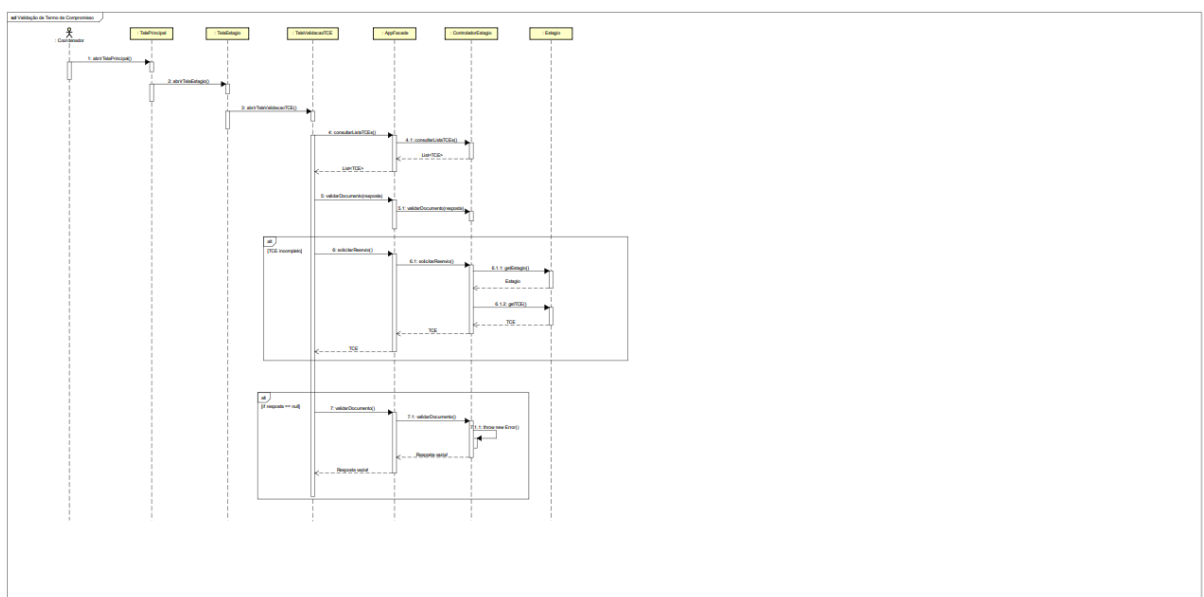 sd Validação de Termo de Compromisso
: Coordenador
: TelaPrincipal
: TelaEstagio
: TelaValidacaoTCE
: AppFacade
: ControladorEstagio
: Estagio
1: abrirTelaPrincipal()
2: abrirTelaEstagio()
3: abrirTelaValidacaoTCE()
4: consultarListaTCEs()
4.1: consultarListaTCEs()
List<TCE>
List<TCE>
5: validarDocumento(resposta)
5.1: validarDocumento(resposta)
alt
[TCE incompleto]
6: solicitarReenvio()
6.1: solicitarReenvio()
6.1.1: getEstagio()
Estagio
6.1.2: getTCE()
TCE
TCE
TCE
alt
[if resposta == null]
7: validarDocumento()
7.1: validarDocumento()
7.1.1: throw new Error()
Resposta vazia!
Resposta vazia!